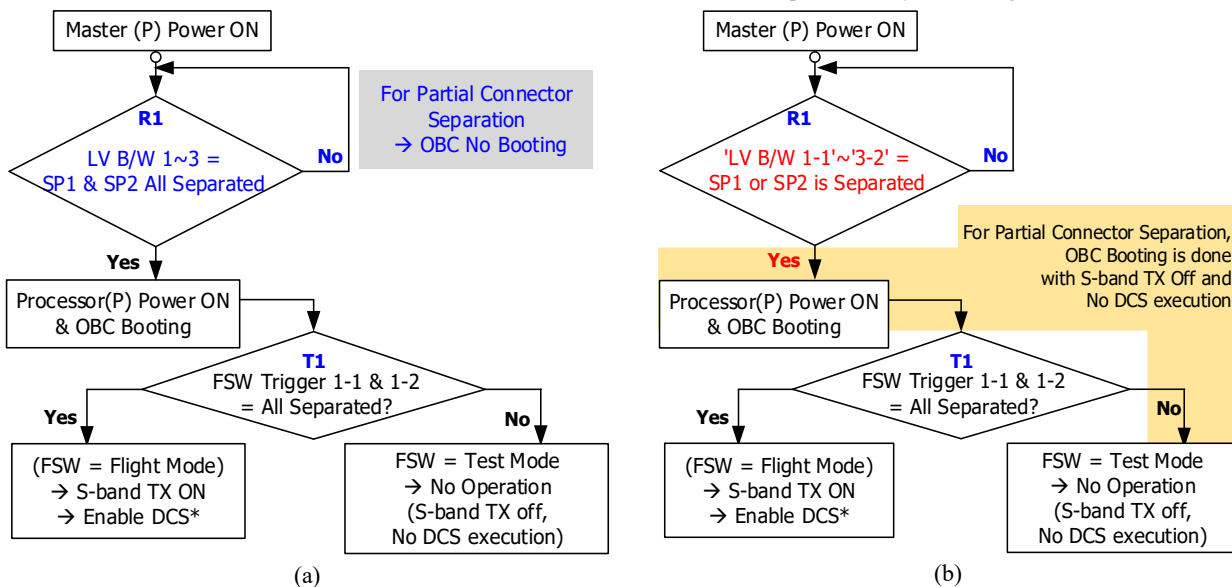 Master (P) Power ON
R1
LV B/W 1~3 =
SP1 & SP2 All Separated
No
For Partial Connector
Separation
→ OBC No Booting
Yes
Processor(P) Power ON
& OBC Booting
T1
FSW Trigger 1-1 & 1-2
= All Separated?
Yes
No
(FSW = Flight Mode)
→ S-band TX ON
→ Enable DCS*
FSW = Test Mode
→ No Operation
(S-band TX off,
No DCS execution)
(a)
Master (P) Power ON
R1
'LV B/W 1-1'~'3-2' =
SP1 or SP2 is Separated
No
For Partial Connector Separation,
OBC Booting is done
with S-band TX Off and
No DCS execution
Yes
Processor(P) Power ON
& OBC Booting
T1
FSW Trigger 1-1 & 1-2
= All Separated?
Yes
No
(FSW = Flight Mode)
→ S-band TX ON
→ Enable DCS*
FSW = Test Mode
→ No Operation
(S-band TX off,
No DCS execution)
(b)